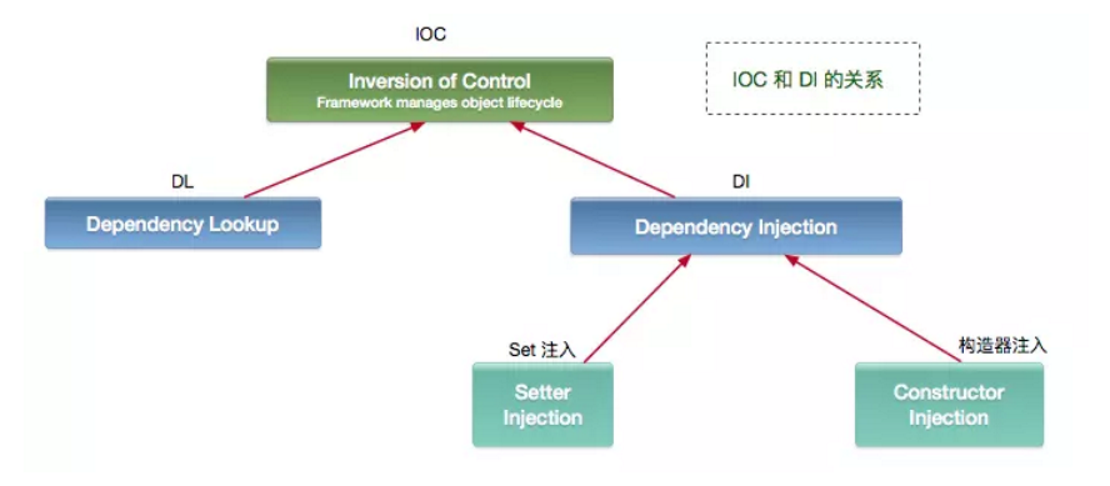 IOC
Inversion of Control
Framework manages object lifecycle
IOC 和 DI 的关系
DL
Dependency Lookup
DI
Dependency Injection
Set 注入
Setter
Injection
构造器注入
Constructor
Injection